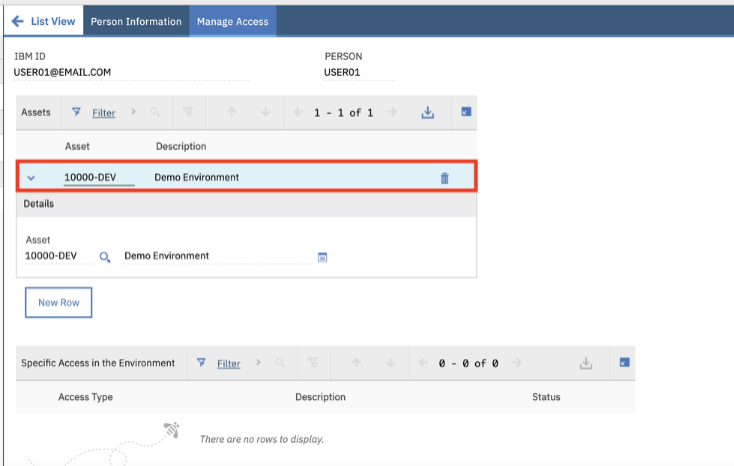 List View Person Information Manage Access
IBM ID PERSON
USER01@EMAIL.COM USER01
Assets Filter 1 - 1 of 1
Asset Description
10000-DEV Demo Environment
Details
Asset
10000-DEV Demo Environment
New Row
Specific Access in the Environment Filter 0 - 0 of 0
Access Type Description Status
There are no rows to display.